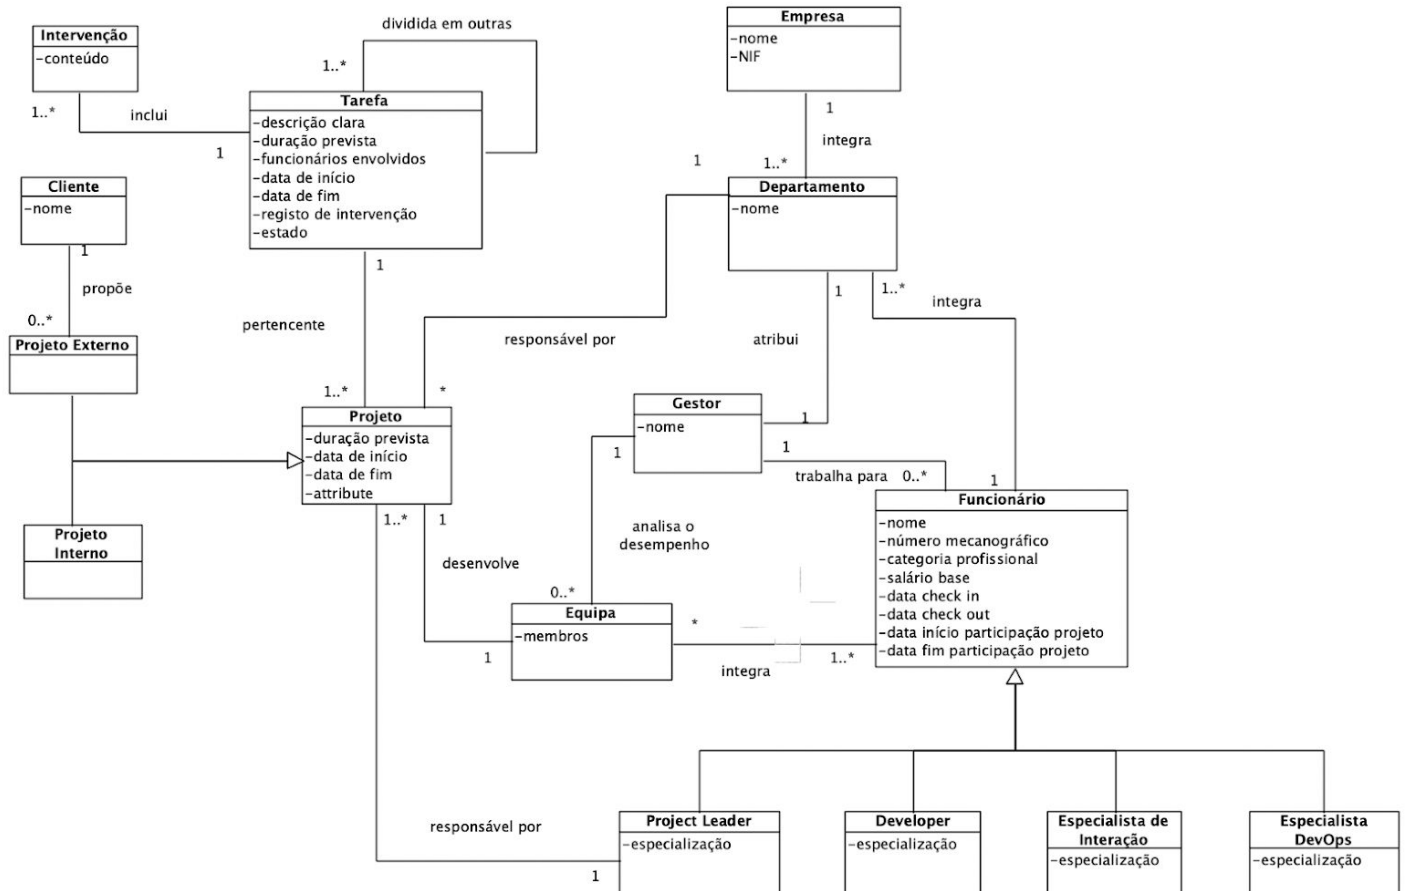 dividida em outras
1..*
Intervenção
-conteúdo
1..*
inclui
1
Tarefa
-descrição clara
-duração prevista
-funcionários envolvidos
-data de início
-data de fim
-registo de intervenção
-estado
Empresa
-nome
-NIF
1
integra
1..*
1
Departamento
-nome
Cliente
-nome
1
propõe
0..*
Projeto Externo
1
pertencente
1..*
responsável por
*
1
atribui
1
1..*
integra
1
Projeto
-duração prevista
-data de início
-data de fim
-attribute
Projeto
Interno
Gestor
-nome
1
1
trabalha para
0..*
analisa o
desempenho
0..*
1..*
1
desenvolve
1
Equipa
-membros
*
integra
1..*
Funcionário
-nome
-número mecanográfico
-categoria profissional
-salário base
-data check in
-data check out
-data início participação projeto
-data fim participação projeto
responsável por
1
Project Leader
-especialização
Developer
-especialização
Especialista de
Interação
-especialização
Especialista
DevOps
-especialização